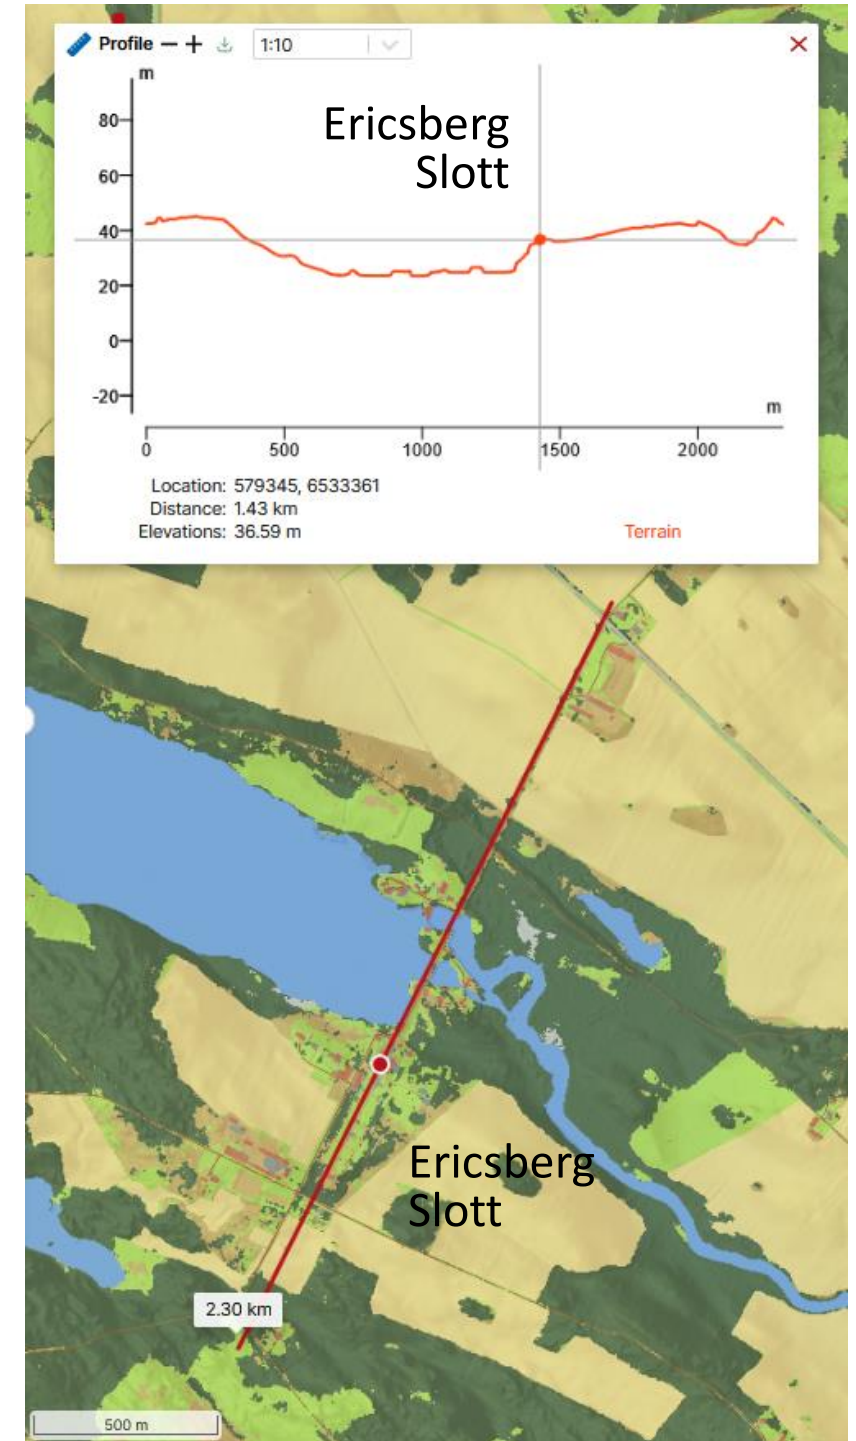 Profile
1:10
m
Ericsberg
Slott
80
60
40
20
0
-20
m
0 500 1000 1500 2000
Location: 579345, 6533361
Distance: 1.43 km
Elevations: 36.59 m
Terrain
Ericsberg
Slott
2.30 km
500 m